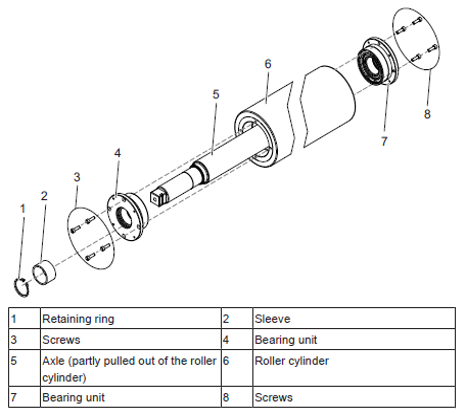 6
5
8
7
4
3
2
1
1 Retaining ring 2 Sleeve
3 Screws 4 Bearing unit
5 Axle (partly pulled out of the roller cylinder) 6 Roller cylinder
7 Bearing unit 8 Screws